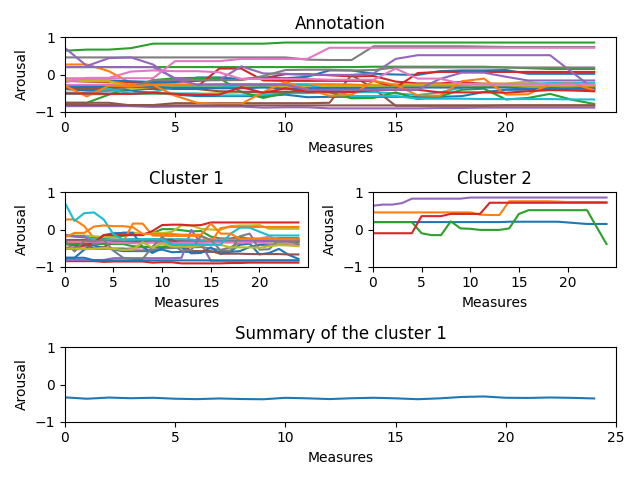 Annotation
Arousal
1
0
−1
0 5 10 15 20
Measures
Cluster 1
Arousal
1
0
−1
0 5 10 15 20
Measures
Cluster 2
Arousal
1
0
−1
0 5 10 15 20
Measures
Summary of the cluster 1
Arousal
1
0
−1
0 5 10 15 20 25
Measures